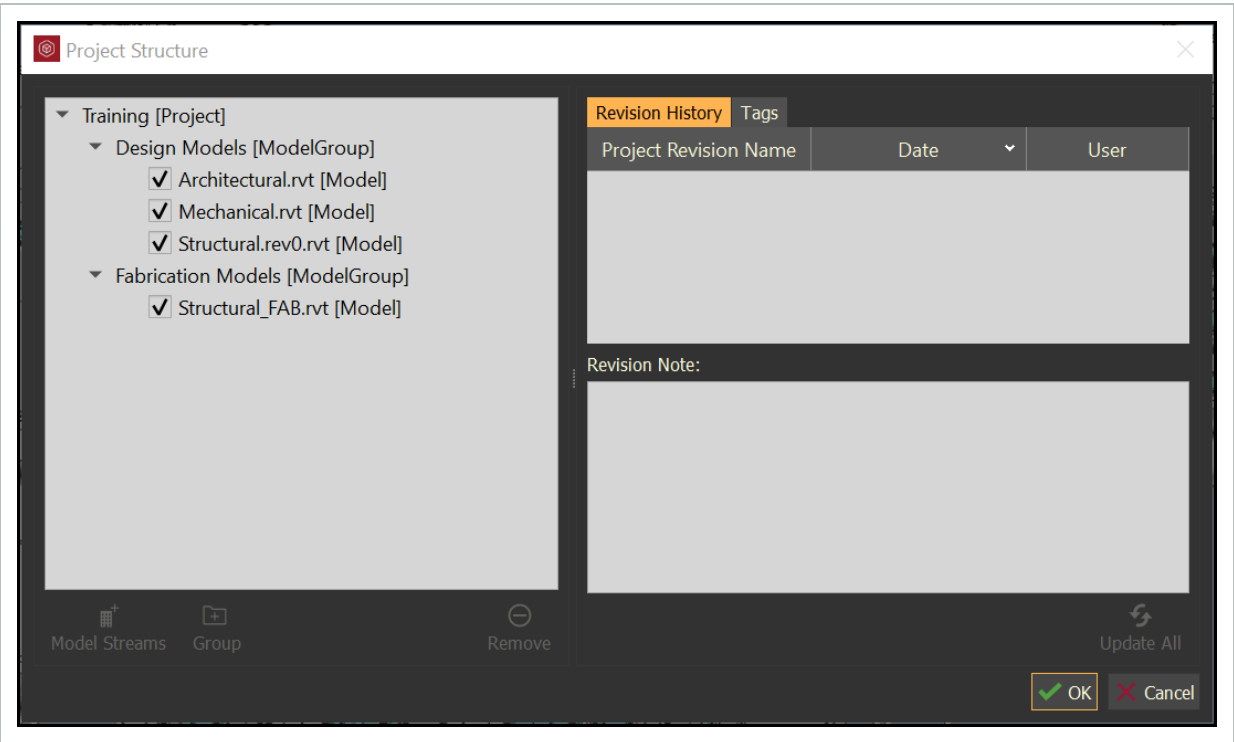 Project Structure
Training [Project]
Design Models [ModelGroup]
Architectural.rvt [Model]
Mechanical.rvt [Model]
Structural.rev0.rvt [Model]
Fabrication Models [ModelGroup]
Structural_FAB.rvt [Model]
Model Streams Group Remove
Revision History Tags
Project Revision Name Date User
Revision Note:
Update All
OK Cancel